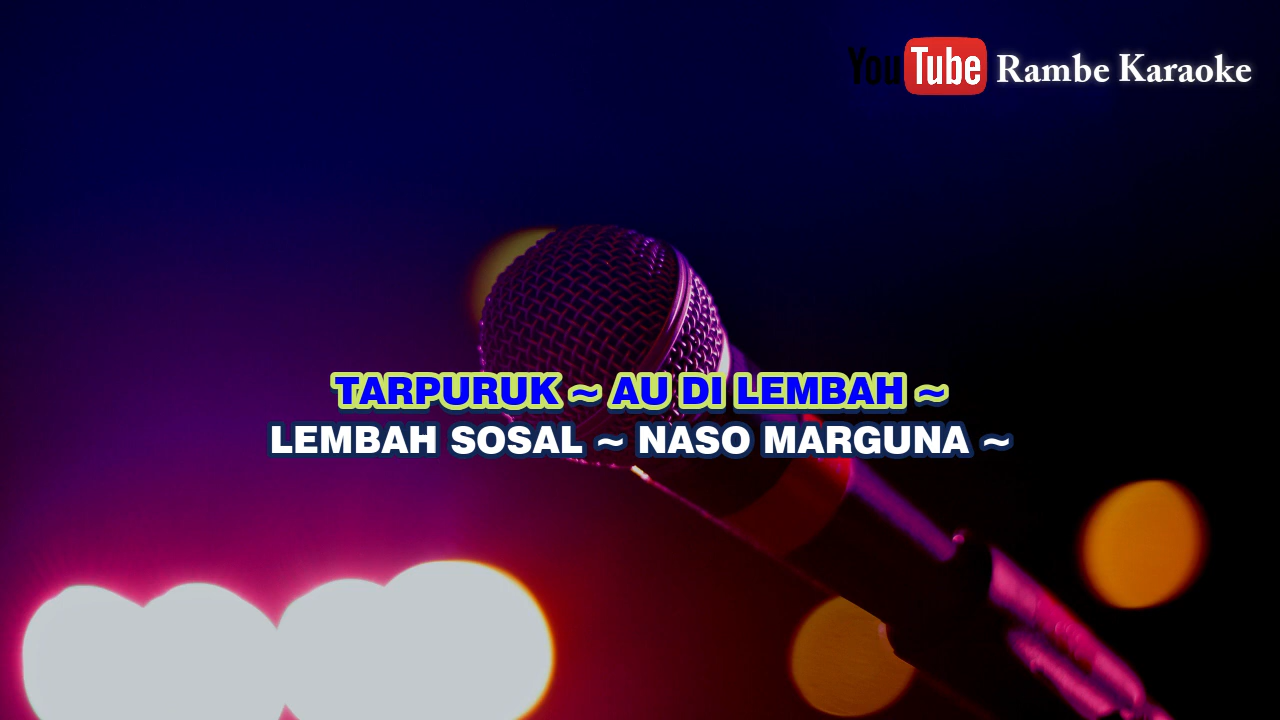 YouTube Rambe Karaoke
TARPURUK ~ AU DI LEMBAH ~
LEMBAH SOSAL ~ NASO MARGUNA ~